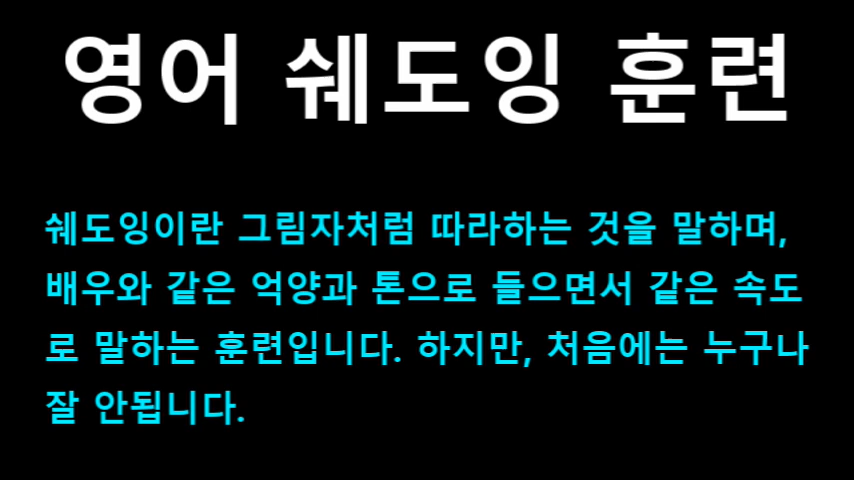 영어 쉐도잉 훈련
쉐도잉이란 그림자처럼 따라하는 것을 말하며,
배우와 같은 억양과 톤으로 들으면서 같은 속도
로 말하는 훈련입니다. 하지만, 처음에는 누구나
잘 안됩니다.